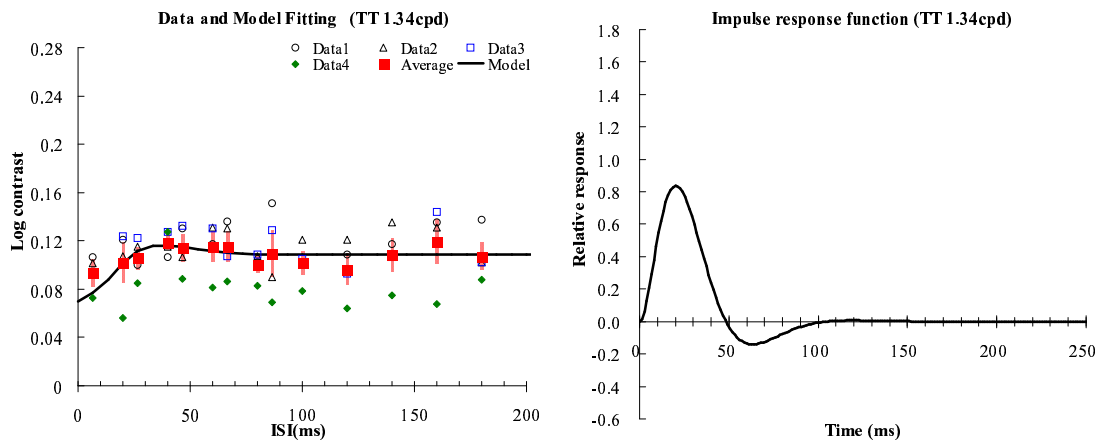 Data and Model Fitting (TT 1.34cpd)
Data1 Data2 Data3
Data4 Average Model
Log contrast
0.28
0.24
0.2
0.16
0.12
0.08
0.04
0
0 50 100 150 200
ISI(ms)
Impulse response function (TT 1.34cpd)
Relative response
1.8
1.6
1.4
1.2
1.0
0.8
0.6
0.4
0.2
0.0
-0.2
-0.4
-0.6
0 50 100 150 200 250
Time (ms)